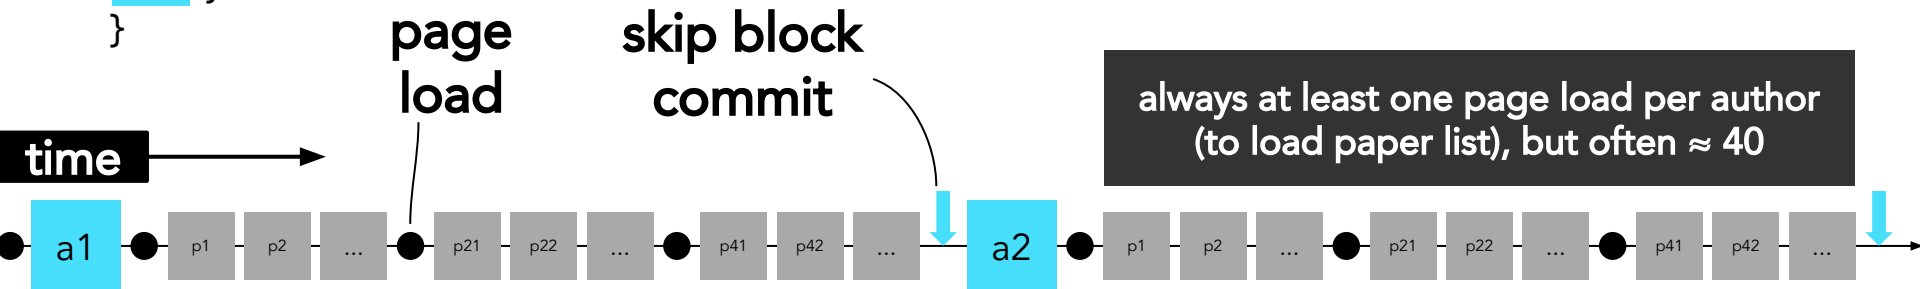 }
page
load
skip block
commit
always at least one page load per author
(to load paper list), but often ≈ 40
time
a1
p1
p2
...
p21
p22
...
p41
p42
...
a2
p1
p2
...
p21
p22
...
p41
p42
...